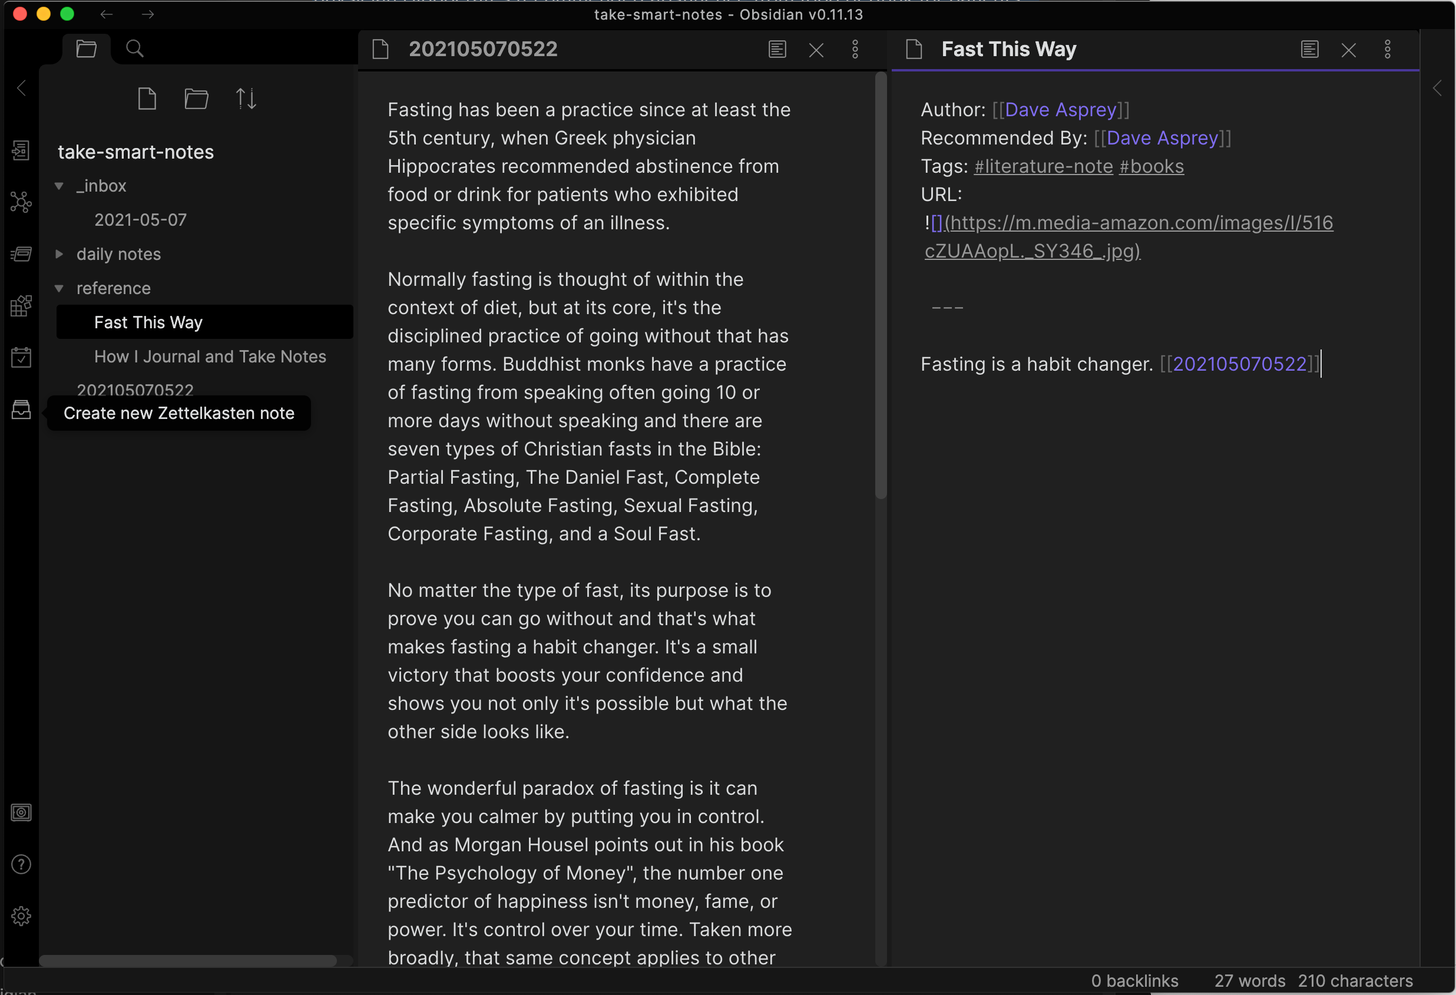 take-smart-notes - Obsidian v0.11.13
take-smart-notes
_inbox
2021-05-07
daily notes
reference
Fast This Way
How I Journal and Take Notes
202105070522
Create new Zettelkasten note
202105070522
Fasting has been a practice since at least the
5th century, when Greek physician
Hippocrates recommended abstinence from
food or drink for patients who exhibited
specific symptoms of an illness.
Normally fasting is thought of within the
context of diet, but at its core, it's the
disciplined practice of going without that has
many forms. Buddhist monks have a practice
of fasting from speaking often going 10 or
more days without speaking and there are
seven types of Christian fasts in the Bible:
Partial Fasting, The Daniel Fast, Complete
Fasting, Absolute Fasting, Sexual Fasting,
Corporate Fasting, and a Soul Fast.
No matter the type of fast, its purpose is to
prove you can go without and that's what
makes fasting a habit changer. It's a small
victory that boosts your confidence and
shows you not only it's possible but what the
other side looks like.
The wonderful paradox of fasting is it can
make you calmer by putting you in control.
And as Morgan Housel points out in his book
"The Psychology of Money", the number one
predictor of happiness isn't money, fame, or
power. It's control over your time. Taken more
broadly, that same concept applies to other
Fast This Way
Author: [[Dave Asprey]]
Recommended By: [[Dave Asprey]]
Tags: #literature-note #books
URL:
![](https://m.media-amazon.com/images/I/516
cZUAAopL._SY346_.jpg)
---
Fasting is a habit changer. [[202105070522]]
0 backlinks 27 words 210 characters